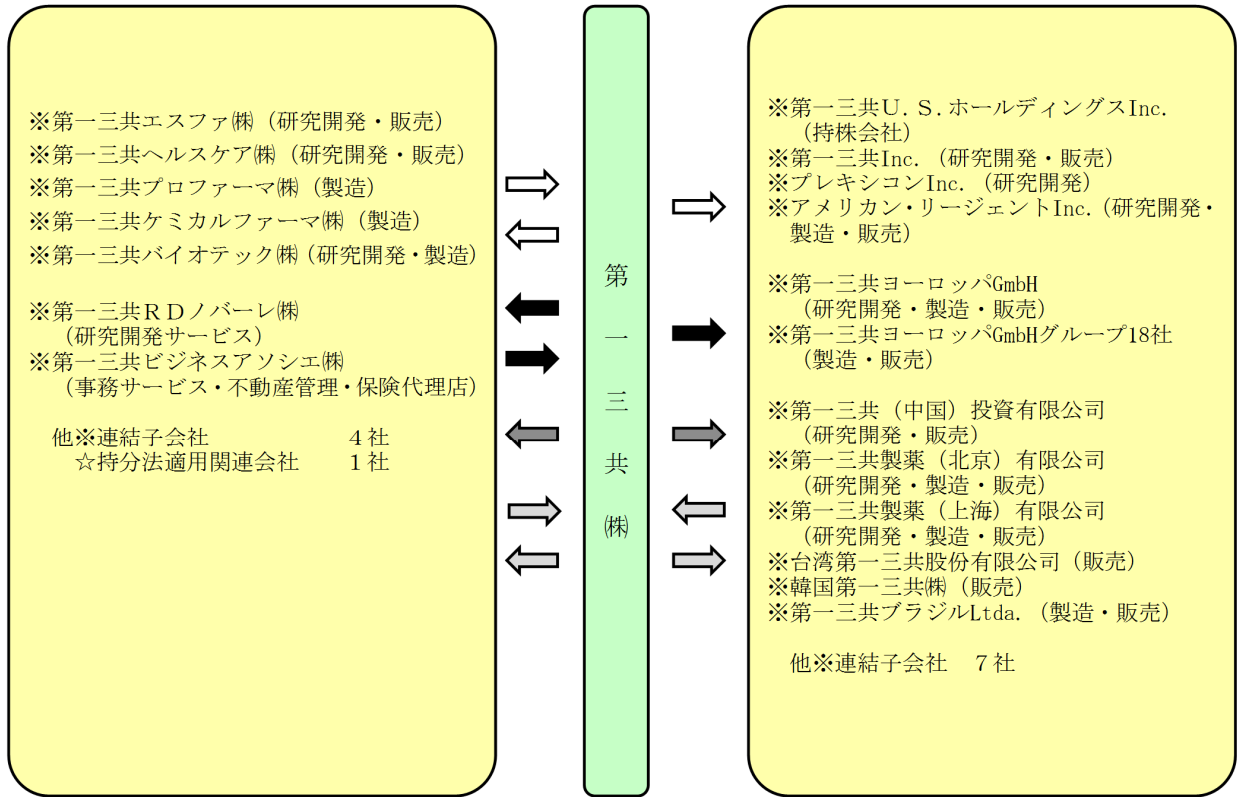 ※第一三共エスファ㈱（研究開発・販売）
※第一三共ヘルスケア㈱（研究開発・販売）
※第一三共プロファーマ㈱（製造）
※第一三共ケミカルファーマ㈱（製造）
※第一三共バイオテック㈱（研究開発・製造）
※第一三共ＲＤノバーレ㈱
（研究開発サービス）
※第一三共ビジネスアソシエ㈱
（事務サービス・不動産管理・保険代理店）
他※連結子会社　４社
☆持分法適用関連会社　１社
第一三共㈱
※第一三共Ｕ．Ｓ．ホールディングスInc.
（持株会社）
※第一三共Inc.（研究開発・販売）
※プレキシコンInc.（研究開発）
※アメリカン・リージェントInc.（研究開発・
製造・販売）
※第一三共ヨーロッパGmbH
（研究開発・製造・販売）
※第一三共ヨーロッパGmbHグループ18社
（製造・販売）
※第一三共（中国）投資有限公司
（研究開発・販売）
※第一三共製薬（北京）有限公司
（研究開発・製造・販売）
※第一三共製薬（上海）有限公司
（研究開発・製造・販売）
※台湾第一三共股份有限公司（販売）
※韓国第一三共㈱（販売）
※第一三共ブラジルLtda.（製造・販売）
他※連結子会社　７社